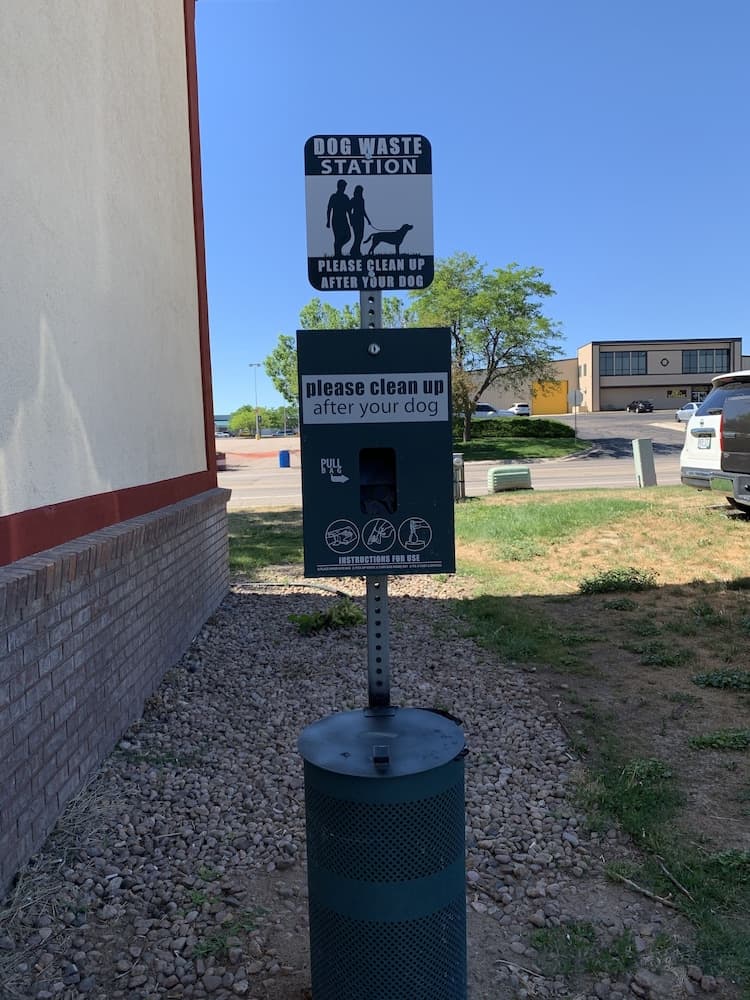 DOG WASTE
STATION
PLEASE CLEAN UP
AFTER YOUR DOG
please clean up
after your dog
PULL
BAG
INSTRUCTIONS FOR USE